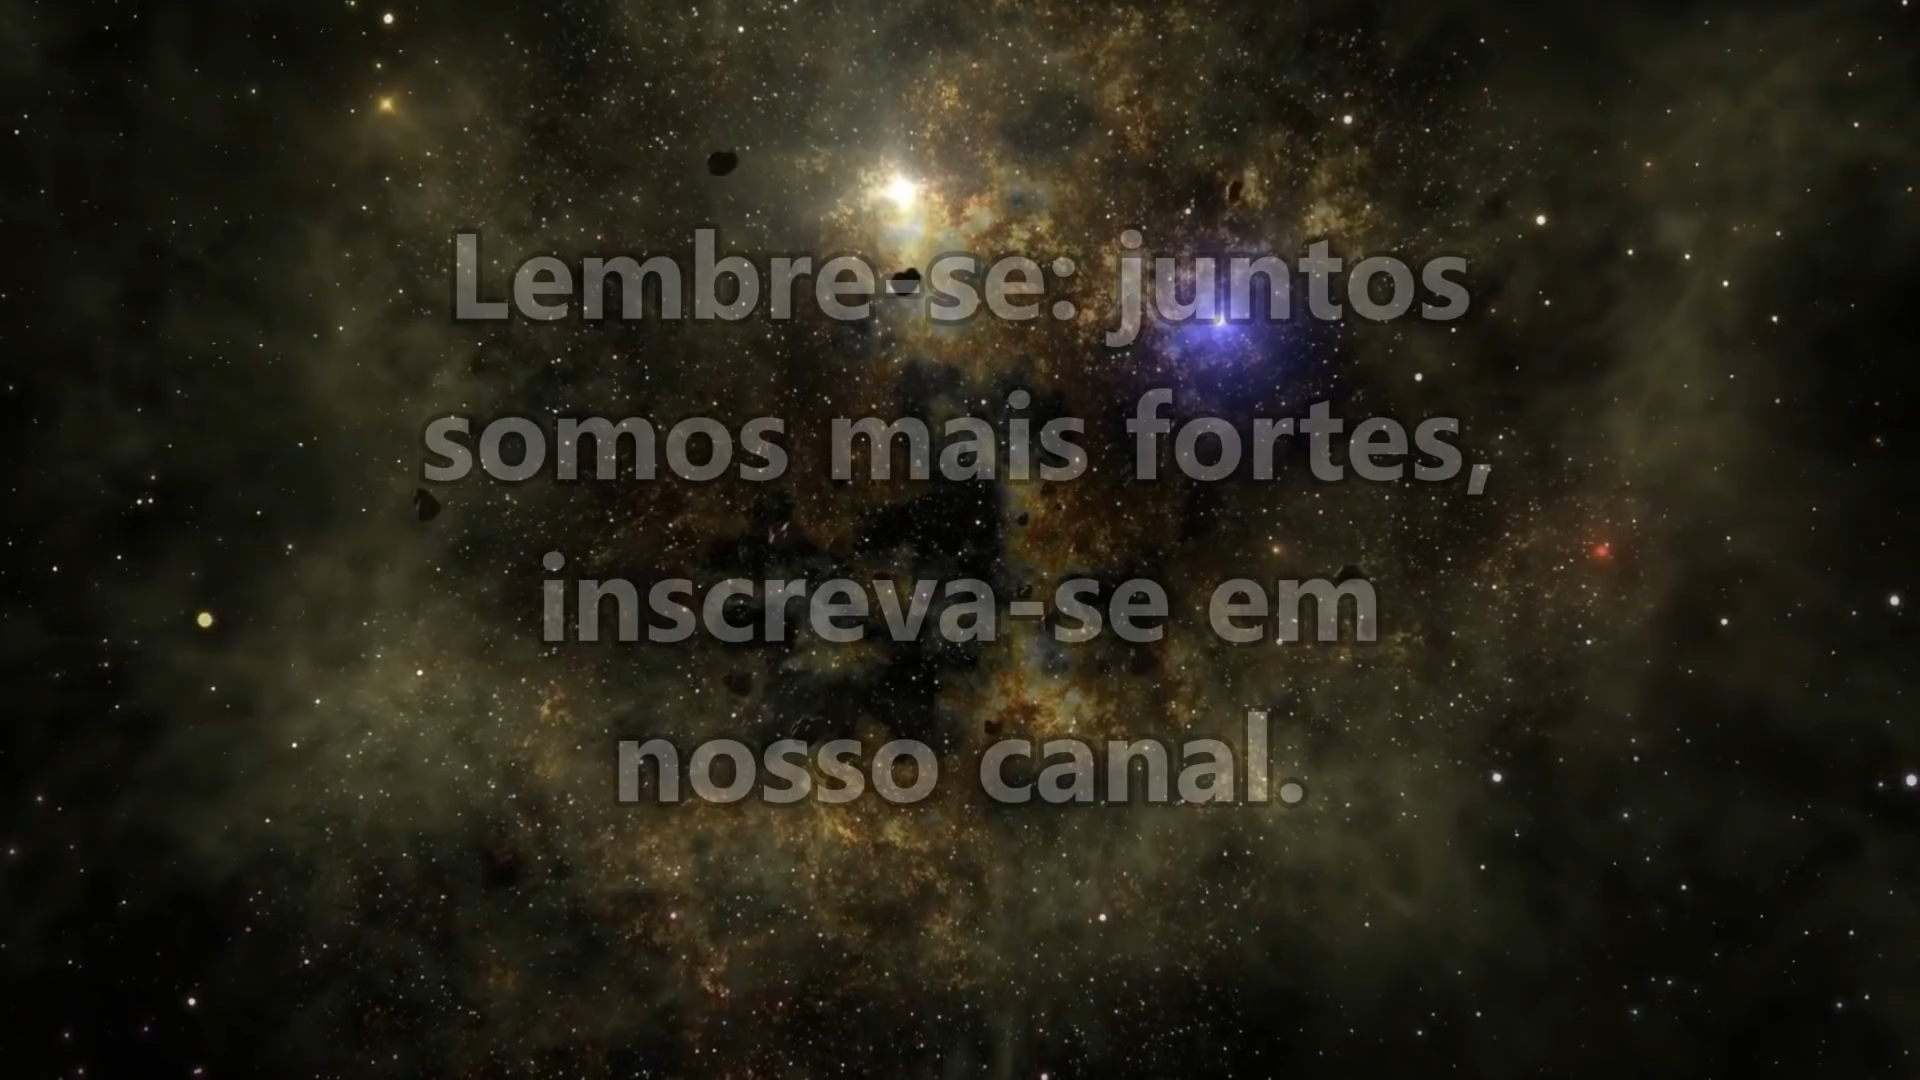 Lembre-se: juntos
somos mais fortes,
inscreva-se em
nosso canal.